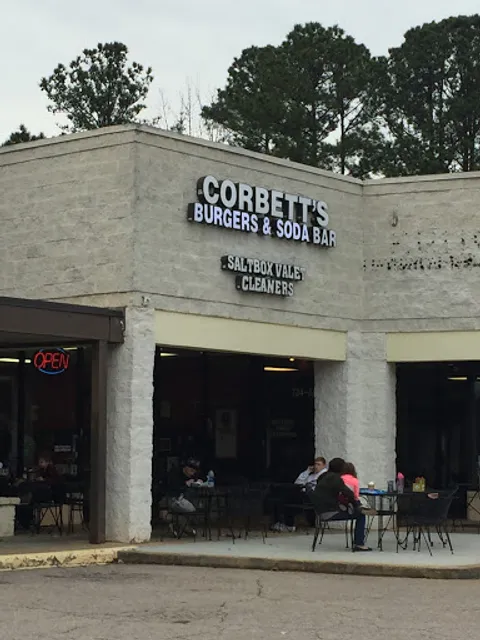 CORBETT'S
BURGERS & SODA BAR
SALTBOX VALET
CLEANERS
OPEN